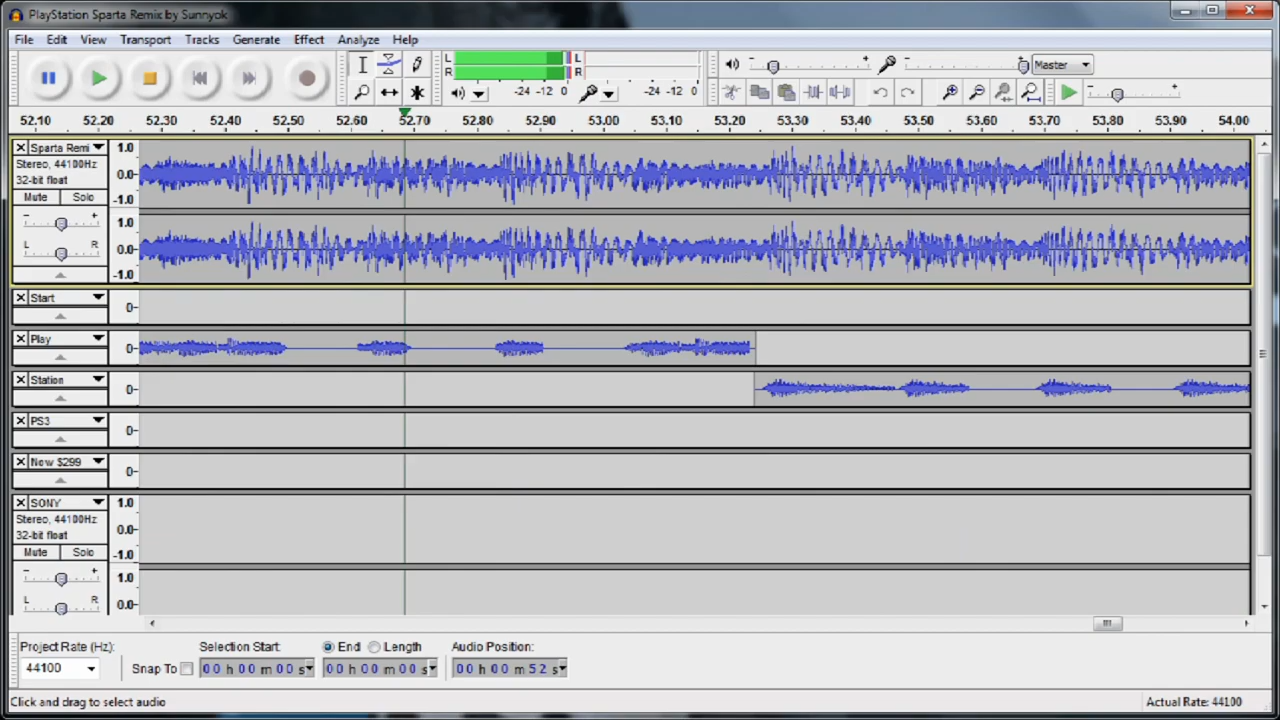 PlayStation Sparta Remix by Sunnyok
File Edit View Transport Tracks Generate Effect Analyze Help
L
R
-24 -12 0
L
R
-24 -12 0
Master
52.10 52.20 52.30 52.40 52.50 52.60 52.70 52.80 52.90 53.00 53.10 53.20 53.30 53.40 53.50 53.60 53.70 53.80 53.90 54.00
Sparta Remi
Stereo, 44100Hz
32-bit float
Mute Solo
- +
L R
1.0
0.0-
-1.0
1.0
0.0-
-1.0
Start
0-
Play
0-
Station
0-
PS3
0-
Now $299
0-
SONY
Stereo, 44100Hz
32-bit float
Mute Solo
- +
L R
1.0
0.0-
-1.0
1.0
0.0-
Project Rate (Hz): Selection Start: End Length Audio Position:
44100 Snap To 00 h 00 m 00 s 00 h 00 m 00 s 00 h 00 m 52 s
Click and drag to select audio Actual Rate: 44100